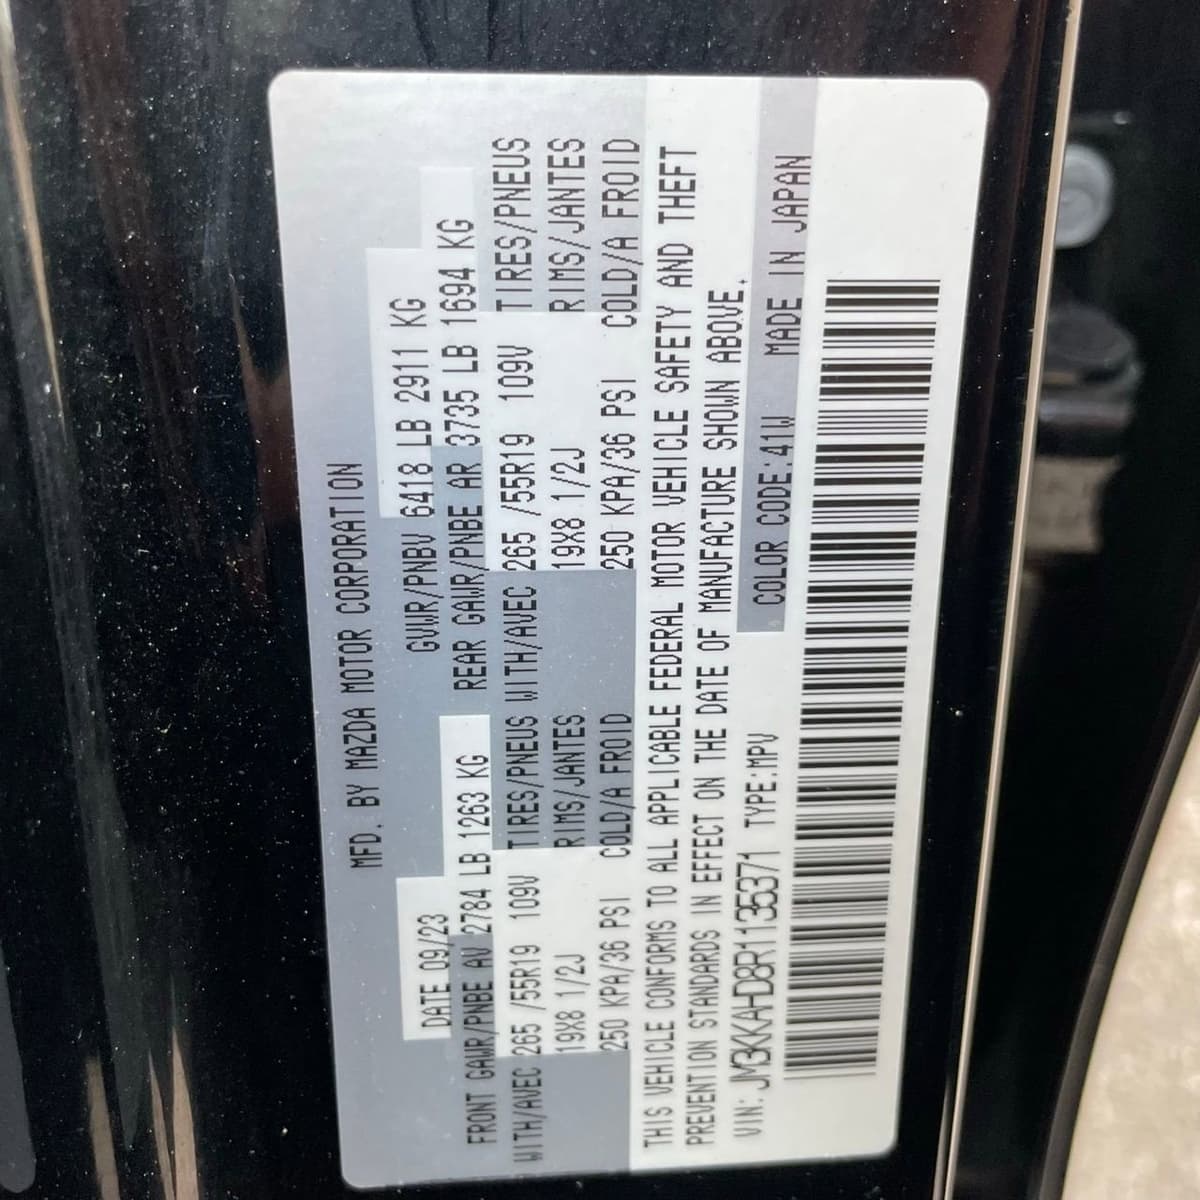 MFD. BY MAZDA MOTOR CORPORATION
DATE 09/23 GVWR/PNBV 6418 LB 2911 KG
FRONT GAWR/PNBE AV 2784 LB 1263 KG REAR GAWR/PNBE AR 3735 LB 1694 KG
WITH/AVEC 265 /55R19 109V TIRES/PNEUS WITH/AVEC 265 /55R19 109V TIRES/PNEUS
19X8 1/2J RIMS/JANTES 19X8 1/2J RIMS/JANTES
250 KPA/36 PSI COLD/A FROID 250 KPA/36 PSI COLD/A FROID
THIS VEHICLE CONFORMS TO ALL APPLICABLE FEDERAL MOTOR VEHICLE SAFETY AND THEFT
PREVENTION STANDARDS IN EFFECT ON THE DATE OF MANUFACTURE SHOWN ABOVE.
VIN: JM3KKAHD8R1135371 TYPE:MPV COLOR CODE:41W MADE IN JAPAN